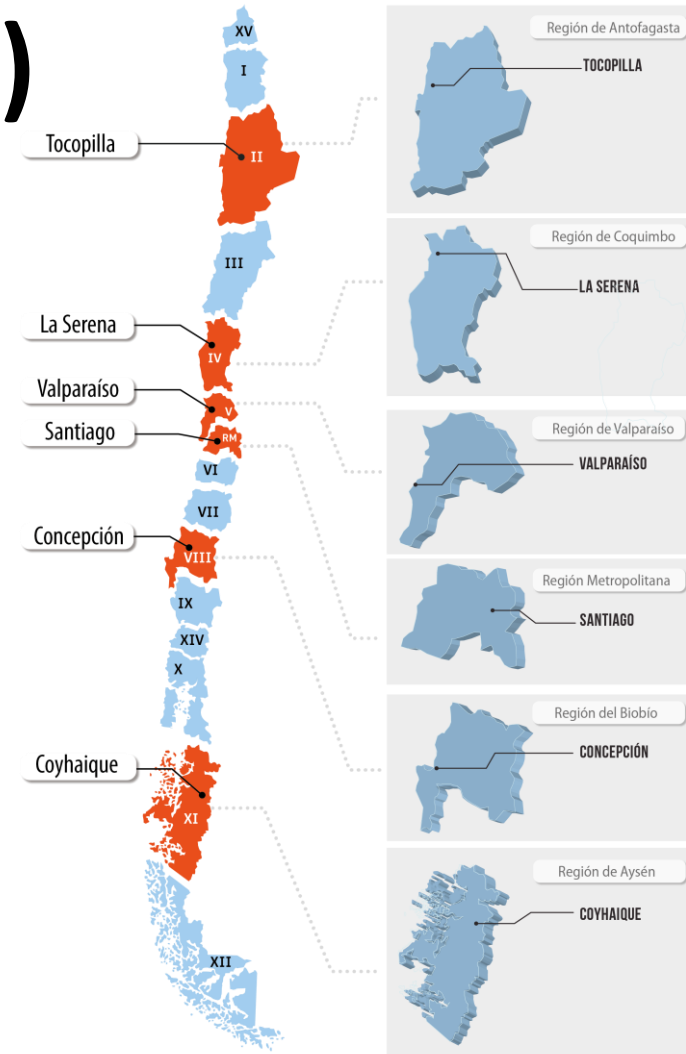 )
XV
I
Tocopilla
II
III
La Serena
IV
Valparaíso
V
Santiago
RM
VI
VII
Concepción
VIII
IX
XIV
X
Coyhaique
XI
XII
Región de Antofagasta
TOCOPILLA
Región de Coquimbo
LA SERENA
Región de Valparaíso
VALPARAÍSO
Región Metropolitana
SANTIAGO
Región del Biobío
CONCEPCIÓN
Región de Aysén
COYHAIQUE